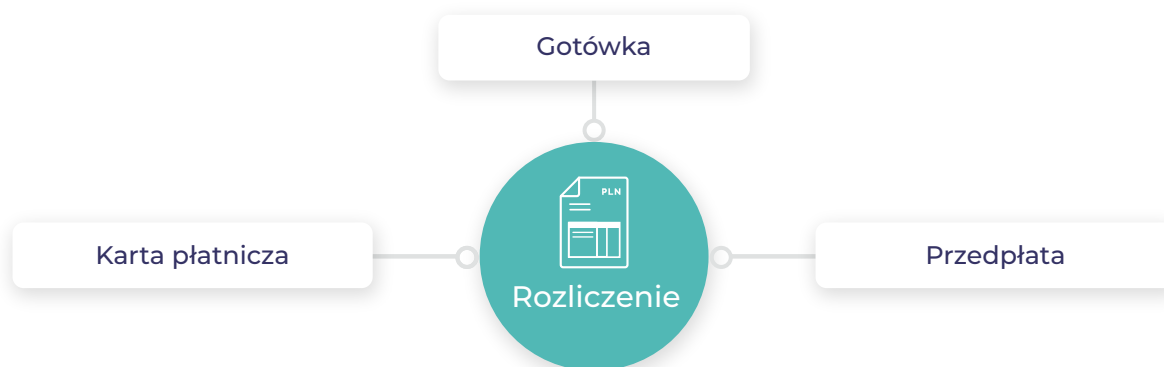 Gotówka
PLN
Karta płatnicza
Przedpłata
Rozliczenie